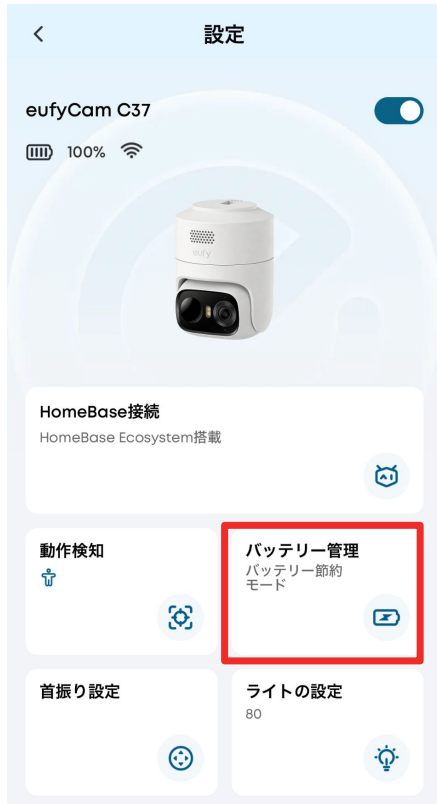 設定
eufyCam C37
100%
eufy
HomeBase接続
HomeBase Ecosystem搭載
動作検知
バッテリー管理
バッテリー節約
モード
首振り設定
ライトの設定
80